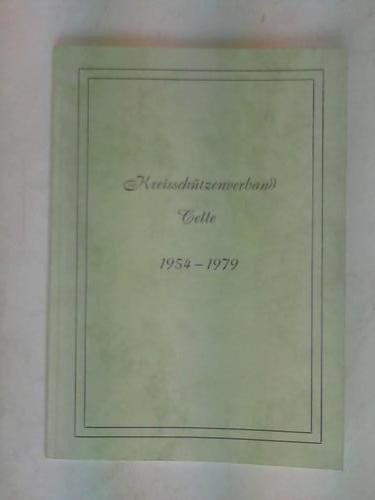 Kreisschützenverband
Celle
1954 – 1979